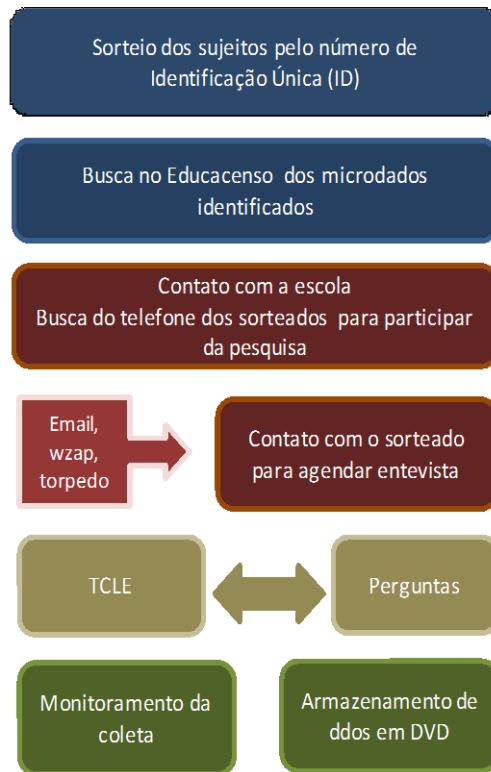 Sorteio dos sujeitos pelo número de
Identificação Única (ID)
Busca no Educacenso dos microdados
identificados
Contato com a escola
Busca do telefone dos sorteados para participar
da pesquisa
Email,
wzap,
torpedo
Contato com o sorteado
para agendar entevista
TCLE
Perguntas
Monitoramento da
coleta
Armazenamento de
ddos em DVD